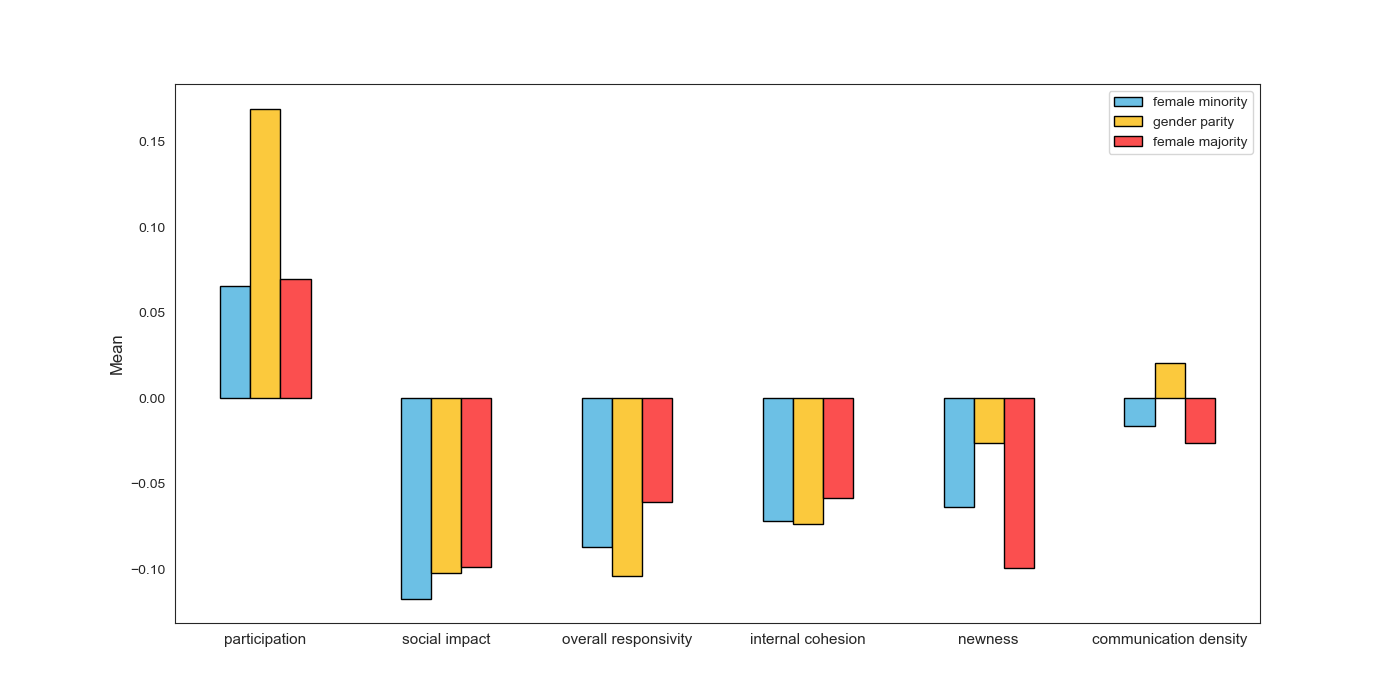 female minority
gender parity
female majority
0.15
0.10
0.05
0.00
−0.05
−0.10
Mean
participation
social impact
overall responsivity
internal cohesion
newness
communication density